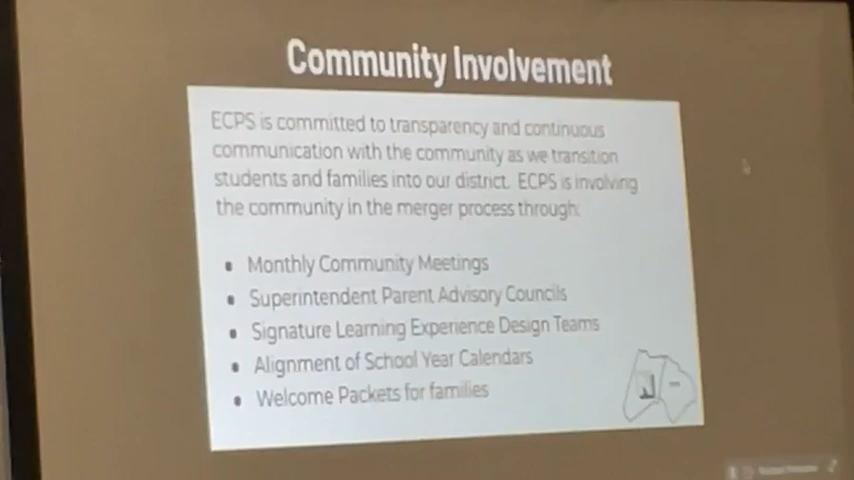 Community Involvement
ECPS is committed to transparency and continuous
communication with the community as we transition
students and families into our district. ECPS is involving
the community in the merger process through:
• Monthly Community Meetings
• Superintendent Parent Advisory Councils
• Signature Learning Experience Design Teams
• Alignment of School Year Calendars
• Welcome Packets for families